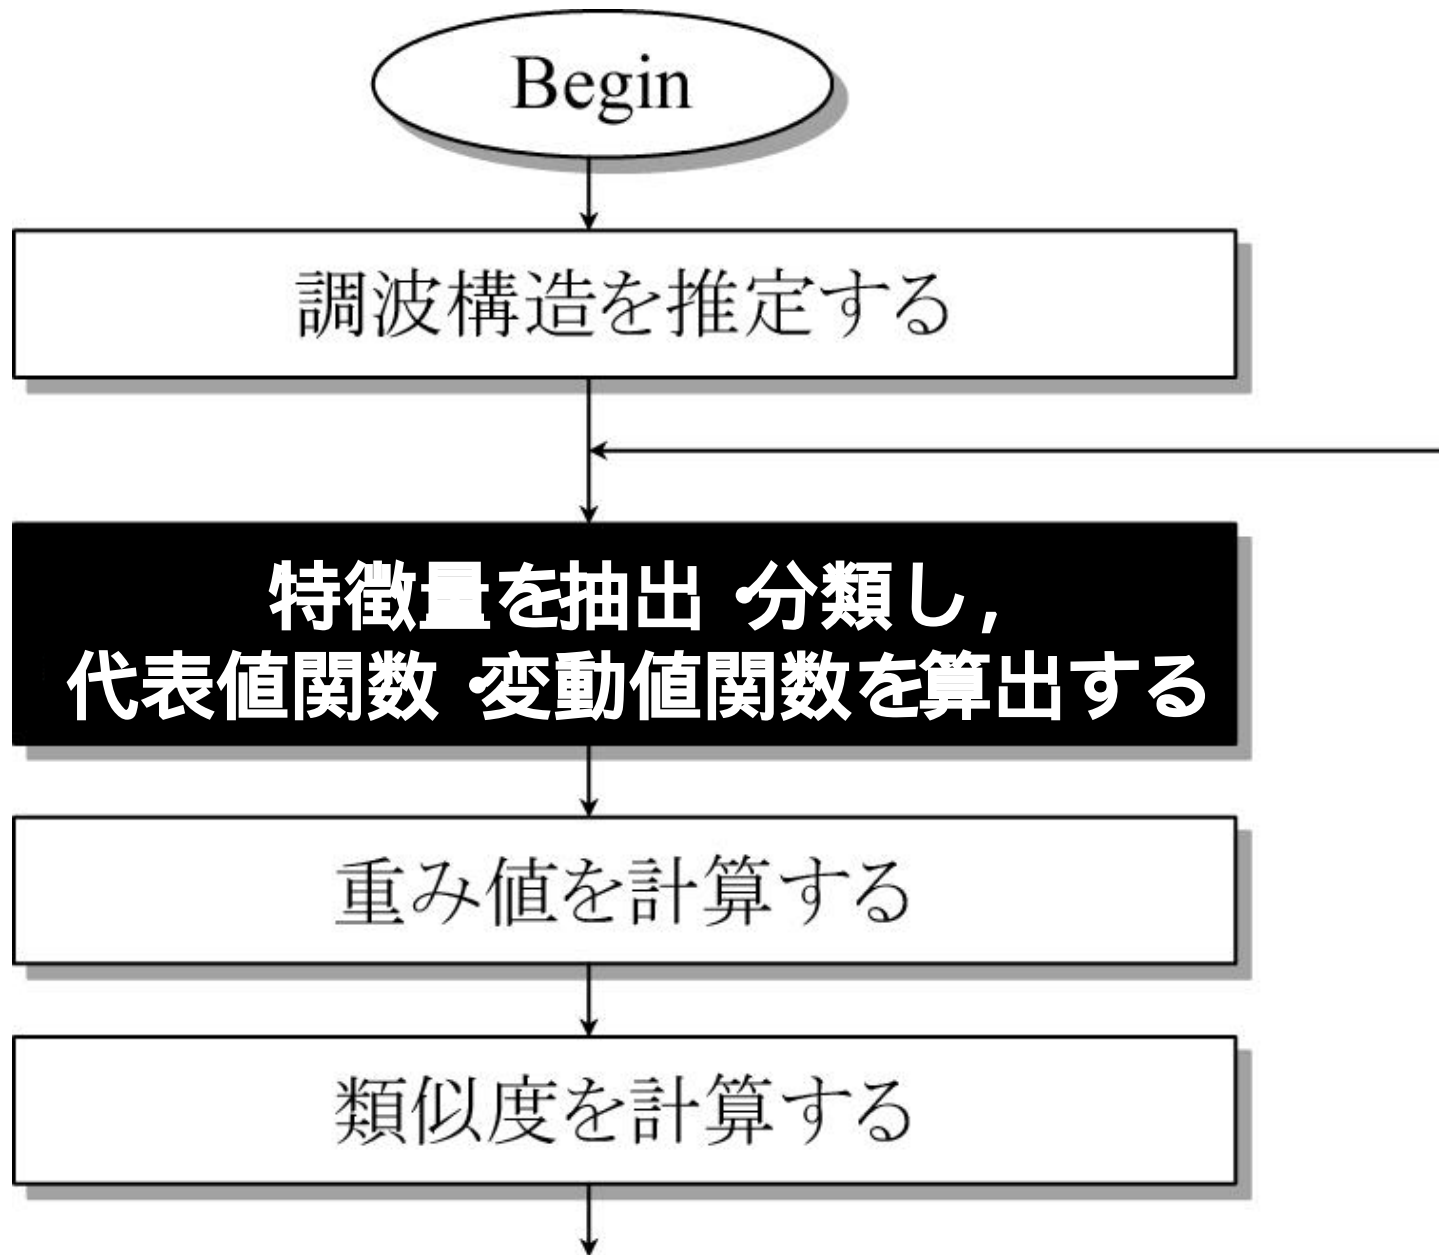 Begin
調波構造を推定する
特徴量を抽出・分類し,
代表値関数・変動値関数を算出する
重み値を計算する
類似度を計算する